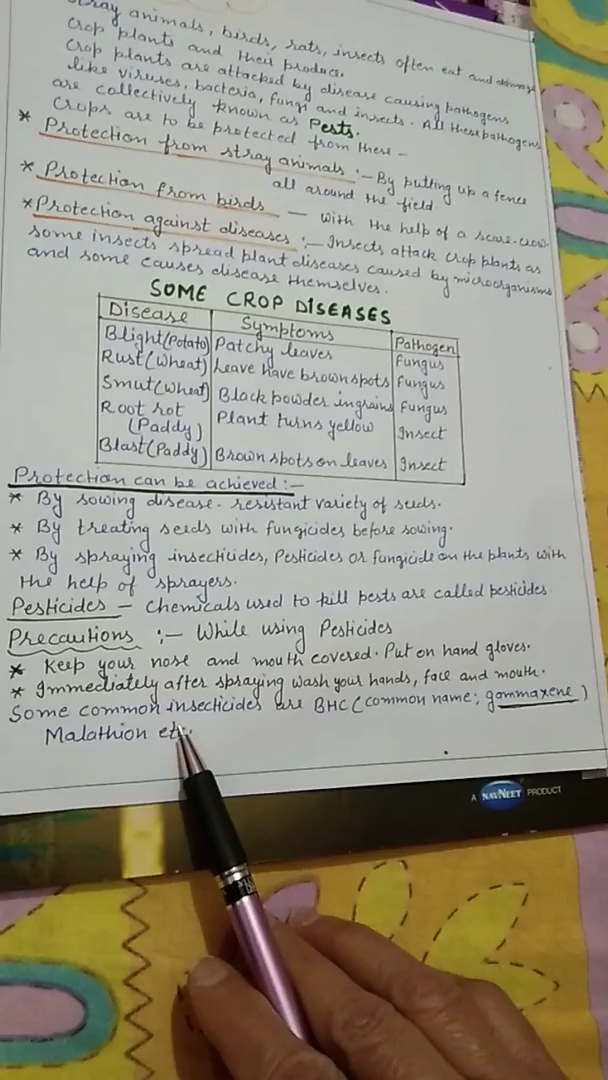 Stray animals, birds, rats, insects often eat and damage
crop plants and their produce.
Crop plants are attacked by disease causing pathogens
like viruses, bacteria, fungi and insects. All these pathogens
are collectively known as Pests.
Crops are to be protected from these -
* Protection from stray animals :- By putting up a fence
all around the field.
* Protection from birds - with the help of a scare-crow
* Protection against diseases :- Insects attack crop plants as
some insects spread plant diseases caused by microorganisms
and some causes disease themselves.
SOME CROP DISEASES
Disease Symptoms Pathogen
Blight (Potato) Patchy leaves Fungus
Rust (Wheat) Leave have brown spots Fungus
Smut (Wheat) Black powder in grains Fungus
Root rot Plant turns yellow Insect
(Paddy)
Blast (Paddy) Brown spots on leaves Insect
Protection can be achieved :-
* By sowing disease-resistant variety of seeds.
* By treating seeds with fungicides before sowing.
* By spraying insecticides, Pesticides or fungicide on the plants with
the help of sprayers.
Pesticides - Chemicals used to kill pests are called pesticides
Precautions :- While using Pesticides
* Keep your nose and mouth covered. Put on hand gloves.
* Immediately after spraying wash your hands, face and mouth.
Some common insecticides are BHC (common name; gammaxene)
Malathion etc.
A NAVNEET PRODUCT